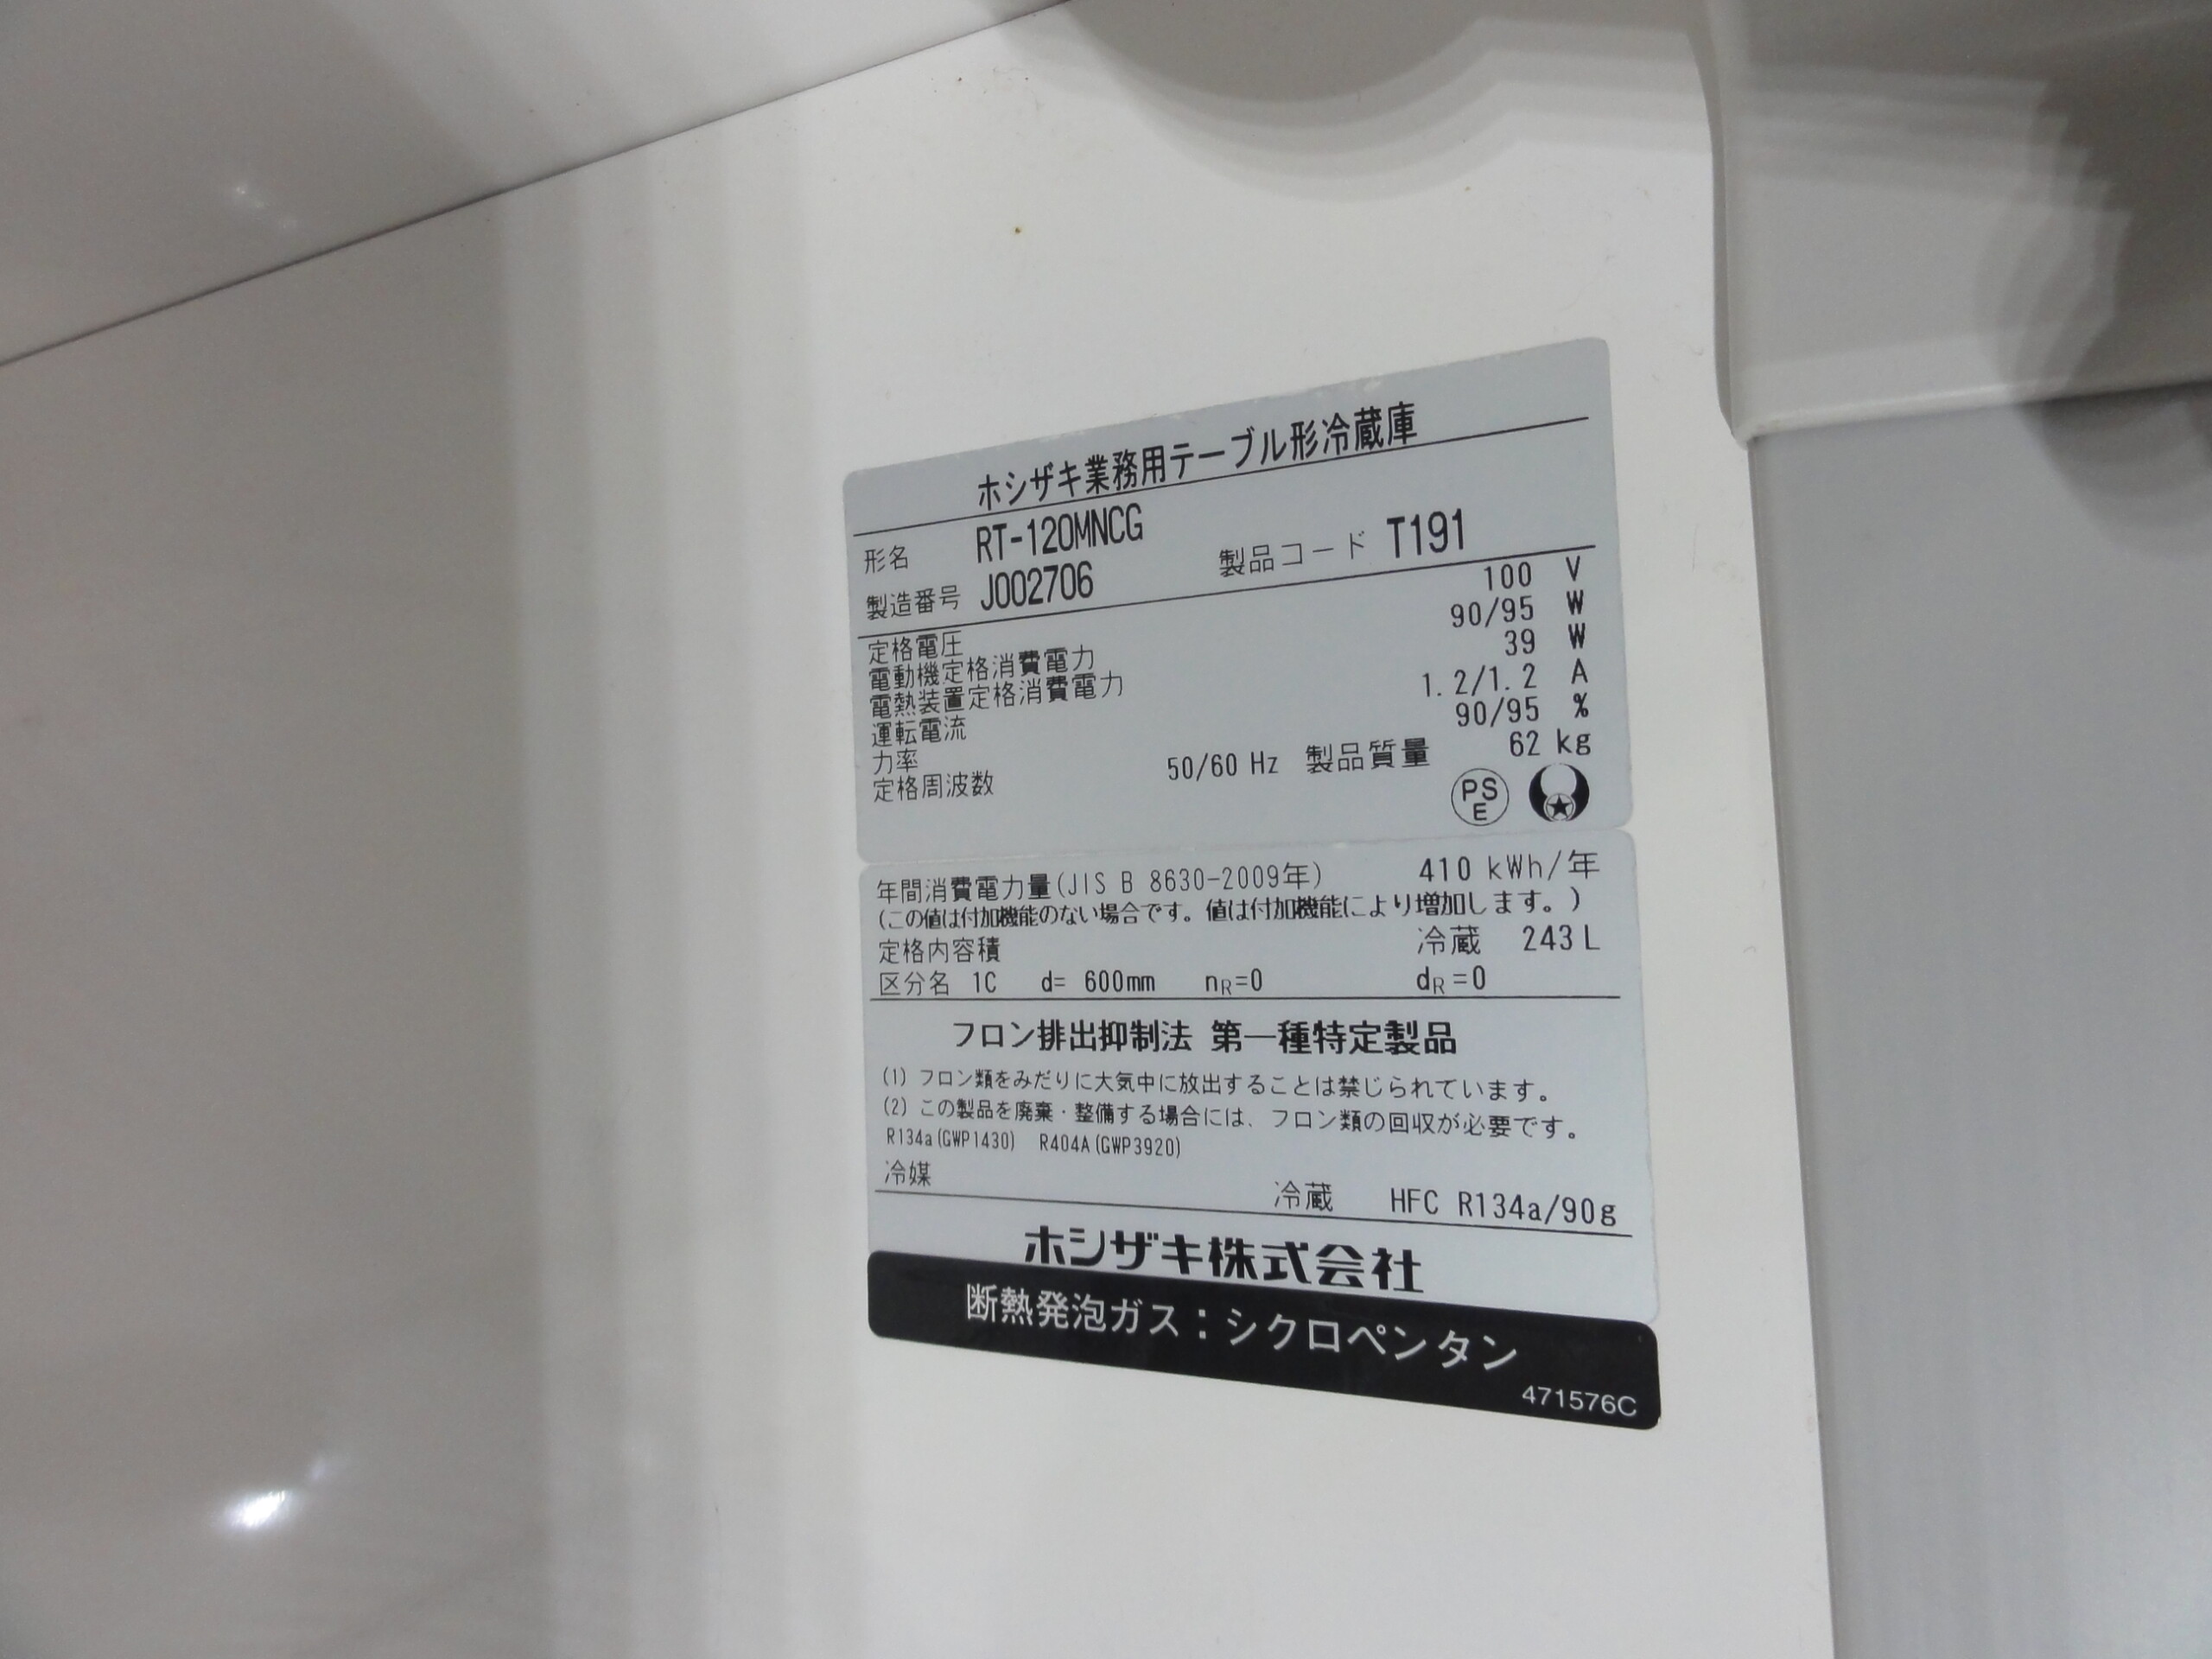 ホシザキ業務用テーブル形冷蔵庫
形名 RT-120MNCG
製造番号 J002706 製品コード T191
定格電圧 100 V
電動機定格消費電力 90/95 W
電熱装置定格消費電力 39 W
運転電流 1.2/1.2 A
力率 90/95 %
定格周波数 50/60 Hz 製品質量 62 kg
PS
E
年間消費電力量(JIS B 8630-2009年) 410 kWh/年
(この値は付加機能のない場合です。値は付加機能により増加します。)
定格内容積 冷蔵 243L
区分名 1C d= 600mm nR=0 dR=0
フロン排出抑制法 第一種特定製品
(1) フロン類をみだりに大気中に放出することは禁じられています。
(2) この製品を廃棄・整備する場合には、フロン類の回収が必要です。
R134a(GWP1430) R404A(GWP3920)
冷媒 冷蔵 HFC R134a/90g
ホシザキ株式会社
断熱発泡ガス：シクロペンタン
471576C